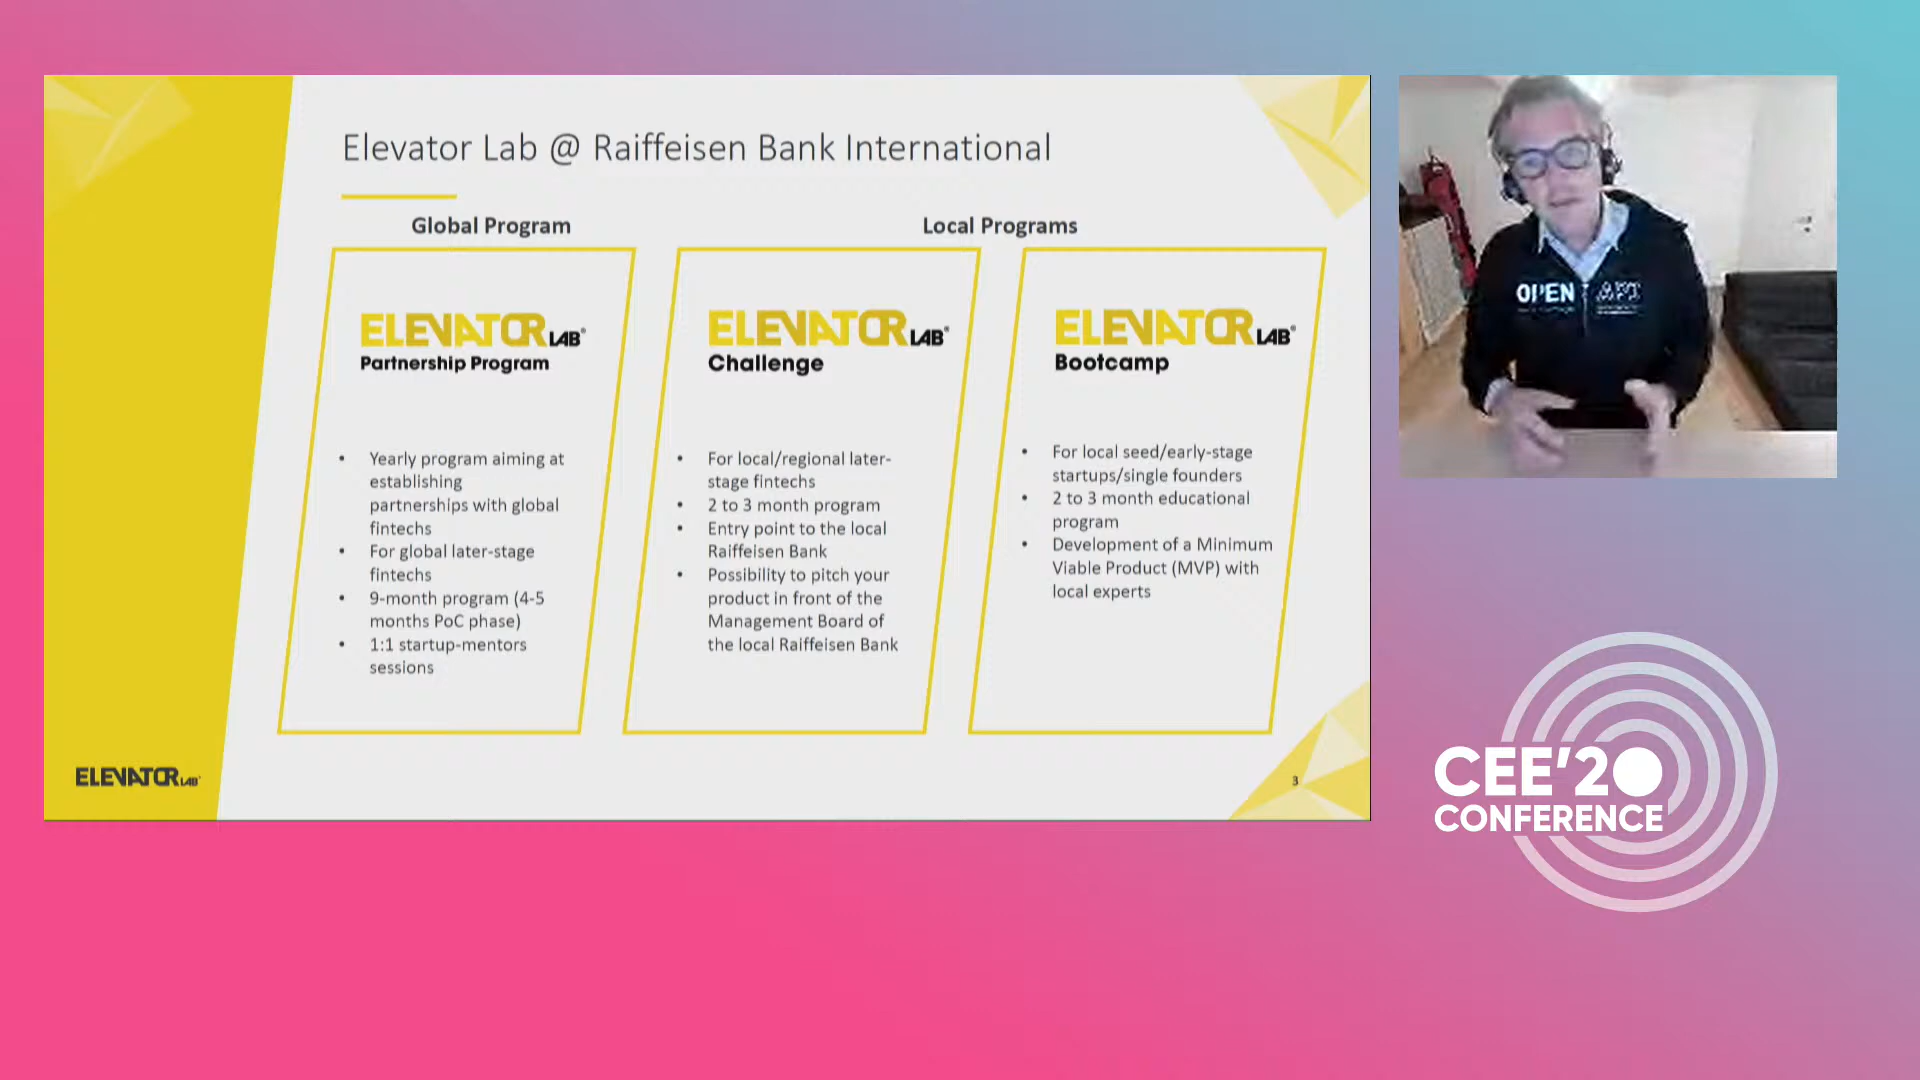 Elevator Lab @ Raiffeisen Bank International
Global Program
Local Programs
ELEVATOR LAB®
Partnership Program
• Yearly program aiming at
establishing
partnerships with global
fintechs
• For global later-stage
fintechs
• 9-month program (4-5
months PoC phase)
• 1:1 startup-mentors
sessions
ELEVATOR LAB®
Challenge
• For local/regional later-
stage fintechs
• 2 to 3 month program
• Entry point to the local
Raiffeisen Bank
• Possibility to pitch your
product in front of the
Management Board of
the local Raiffeisen Bank
ELEVATOR LAB®
Bootcamp
• For local seed/early-stage
startups/single founders
• 2 to 3 month educational
program
• Development of a Minimum
Viable Product (MVP) with
local experts
ELEVATOR LAB®
3
OPEN API
CEE'20
CONFERENCE